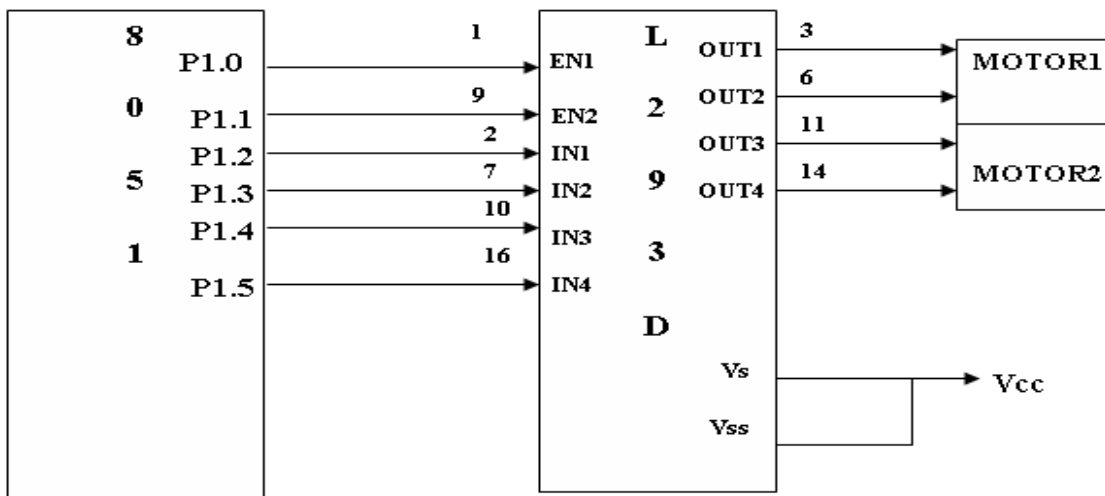 8
0
5
1
P1.0
P1.1
P1.2
P1.3
P1.4
P1.5
1
9
2
7
10
16
EN1
EN2
IN1
IN2
IN3
IN4
L
2
9
3
D
OUT1
OUT2
OUT3
OUT4
Vs
Vss
3
6
11
14
MOTOR1
MOTOR2
Vcc